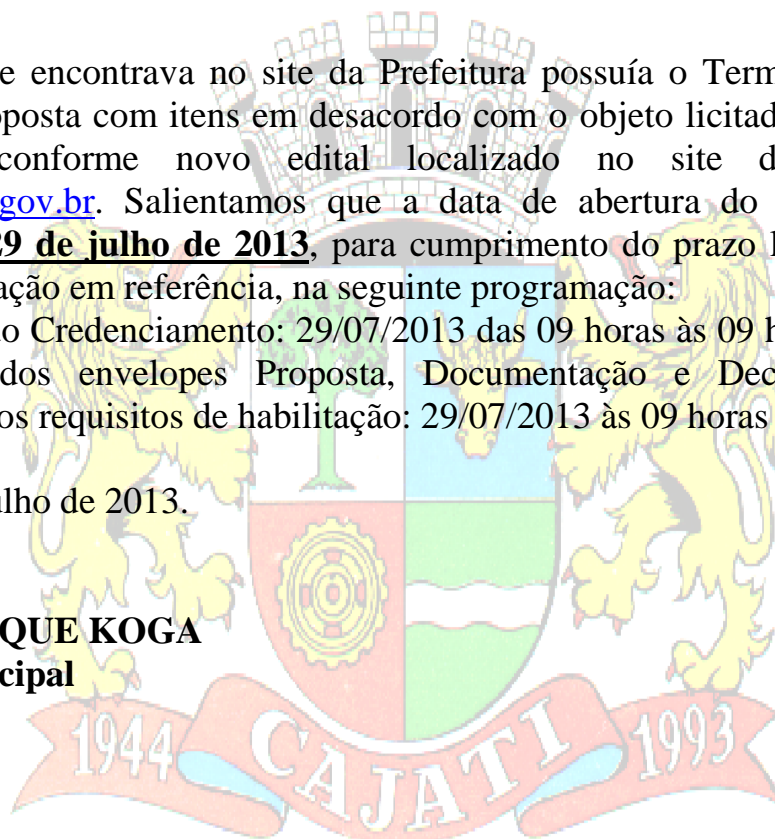 e encontrava no site da Prefeitura possuía o Term
posta com itens em desacordo com o objeto licitad
conforme novo edital localizado no site d
gov.br. Salientamos que a data de abertura do
29 de julho de 2013, para cumprimento do prazo l
ação em referência, na seguinte programação:
o Credenciamento: 29/07/2013 das 09 horas às 09 h
dos envelopes Proposta, Documentação e Dec
os requisitos de habilitação: 29/07/2013 às 09 horas
ulho de 2013.
QUE KOGA
cipal
1944 CAJATI 1993